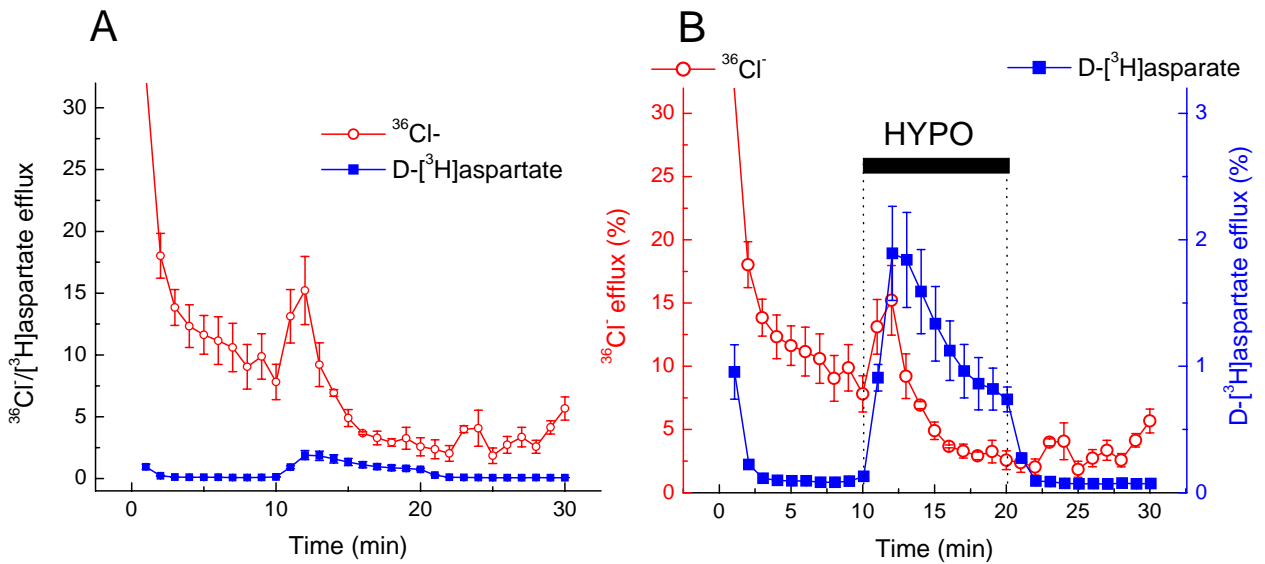 A
³⁶Cl-
D-[³H]aspartate
³⁶Cl⁻/[³H]aspartate efflux
30
25
20
15
10
5
0
0
10
20
30
Time (min)
B
³⁶Cl⁻
D-[³H]asparate
HYPO
³⁶Cl⁻ efflux (%)
30
25
20
15
10
5
0
D-[³H]aspartate efflux (%)
3
2
1
0
0
5
10
15
20
25
30
Time (min)